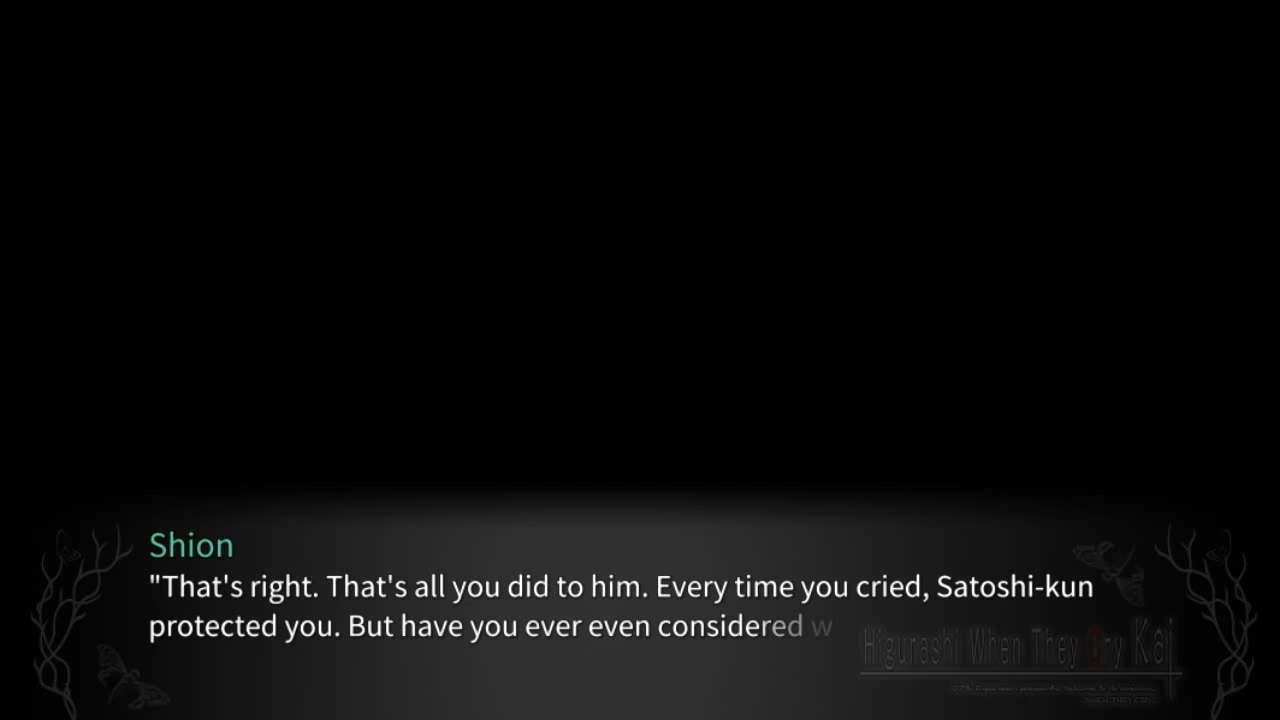 Shion
"That's right. That's all you did to him. Every time you cried, Satoshi-kun
protected you. But have you ever even considered w
Higurashi When They Cry Kai